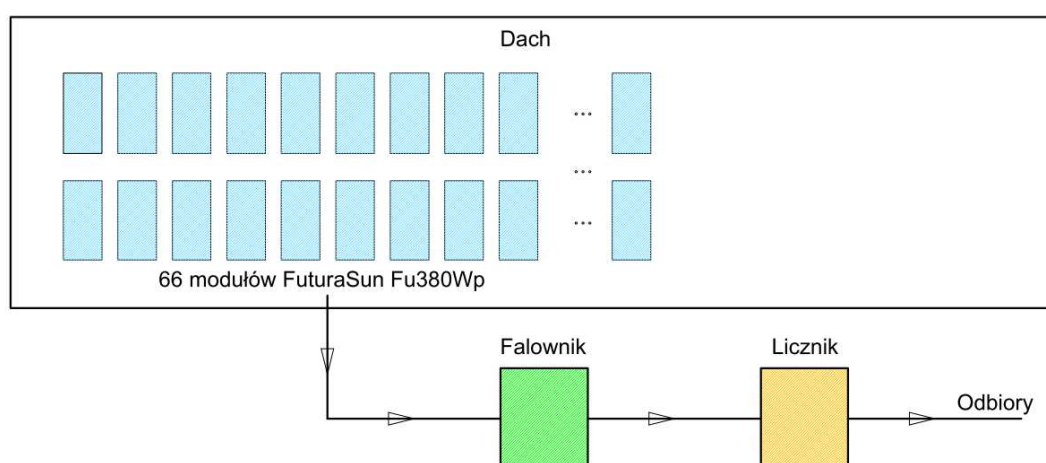 Dach
...
...
...
66 modułów FuturaSun Fu380Wp
Falownik
Licznik
Odbiory